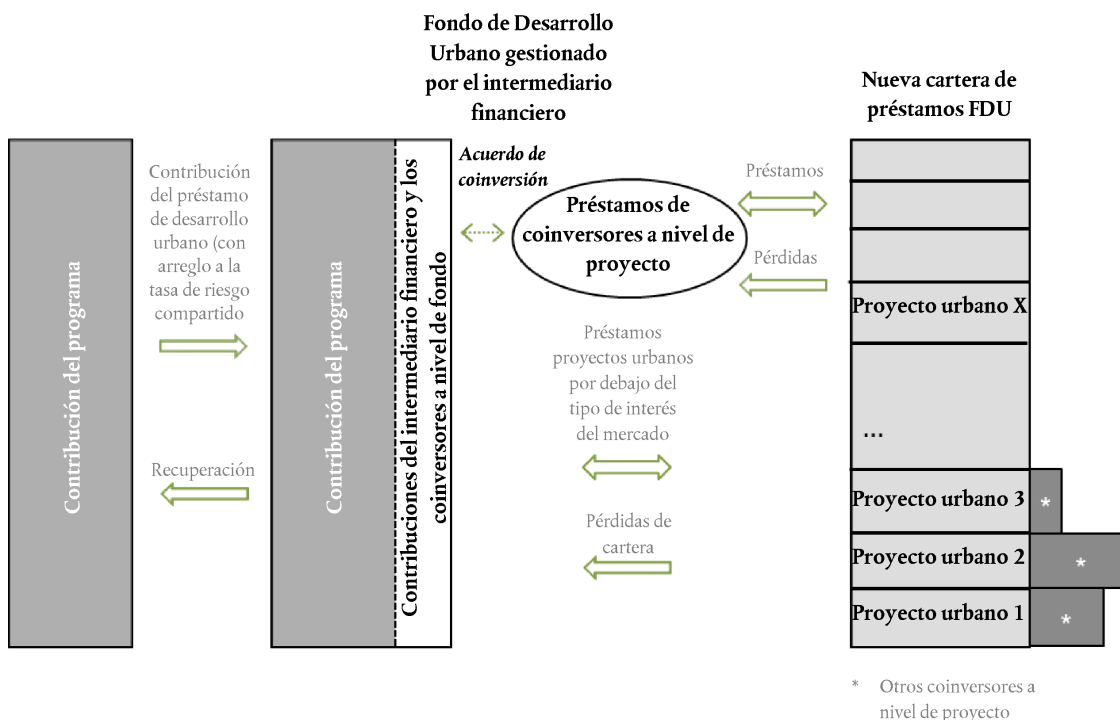 Fondo de Desarrollo
Urbano gestionado
por el intermediario
financiero
Nueva cartera de
préstamos FDU
Contribución del programa
Contribución
del préstamo
de desarrollo
urbano (con
arreglo a la
tasa de riesgo
compartido
Recuperación
Contribución del programa
Contribuciones del intermediario financiero y los
coinversores a nivel de fondo
Acuerdo de
coinversión
Préstamos de
coinversores a nivel de
proyecto
Préstamos
Pérdidas
Préstamos
proyectos urbanos
por debajo del
tipo de interés
del mercado
Pérdidas de
cartera
Proyecto urbano X
...
Proyecto urbano 3
*
Proyecto urbano 2
*
Proyecto urbano 1
*
* Otros coinversores a
nivel de proyecto